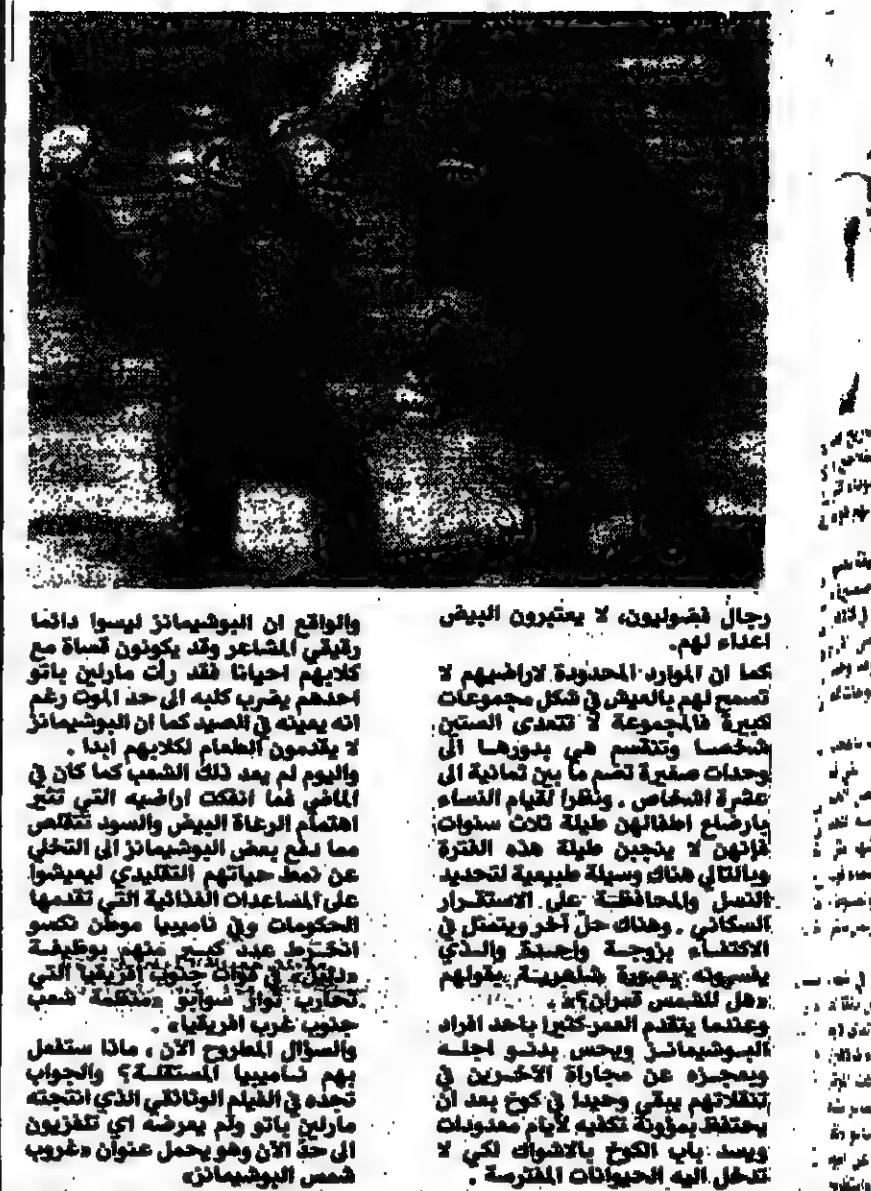 رجال فضوليون، لا يعتبرون البيض
اعداء لهم.
كما ان الموارد المحدودة لاراضيهم لا
تسمح لهم بالعيش في شكل مجموعات
كبيرة فالمجموعة لا تتعدى الستين
شخصا وتنقسم هي بدورها الى
وحدات صغيرة تضم ما بين ثمانية الى
عشرة اشخاص . ونظرا لقيام النساء
بارضاع اطفالهن طيلة ثلاث سنوات
فإنهن لا ينجبن طيلة هذه الفترة
وبالتالي هناك وسيلة طبيعية لتحديد
النسل والمحافظة على الاستقرار
السكاني . وهناك حل آخر ويتمثل في
الاكتفاء بزوجة واحدة والذي
يفسرونه بصورة شاعرية بقولهم
«هل للشمس قمران؟» .
وعندما يتقدم العمر كثيرا باحد افراد
البوشيمانز ويحس بدنو اجله
وبعجزه عن مجاراة الآخرين في
تنقلاتهم يبقى وحيدا في كوخ بعد ان
يحتفظ بمؤونة تكفيه لأيام معدودات
ويسد باب الكوخ بالاشواك لكي لا
تدخل اليه الحيوانات المفترسة .
والواقع ان البوشيمانز ليسوا دائما
رقيقي المشاعر وقد يكونون قساة مع
كلابهم احيانا فقد رأت مارلين باتو
احدهم يضرب كلبه الى حد الموت رغم
انه يعينه في الصيد كما ان البوشيمانز
لا يقدمون الطعام لكلابهم ابدا .
واليوم لم يعد ذلك الشعب كما كان في
الماضي فما انفكت اراضيه التي تثير
اهتمام الرعاة البيض والسود تتقلص
مما دفع بعض البوشيمانز الى التخلي
عن نمط حياتهم التقليدي ليعيشوا
على المساعدات الغذائية التي تقدمها
الحكومات وفي ناميبيا موطن نكسو
انخرط عدد كبير منهم بوظيفة
«دليل» في قوات جنوب افريقيا التي
تحارب ثوار سوابو «منظمة شعب
جنوب غرب افريقيا» .
والسؤال المطروح الآن ، ماذا ستفعل
بهم ناميبيا المستقلة؟ والجواب
تجده في الفيلم الوثائقي الذي انتجته
مارلين باتو ولم يعرضه اي تلفزيون
الى حد الآن وهو يحمل عنوان «غروب
شمس البوشيمانز»